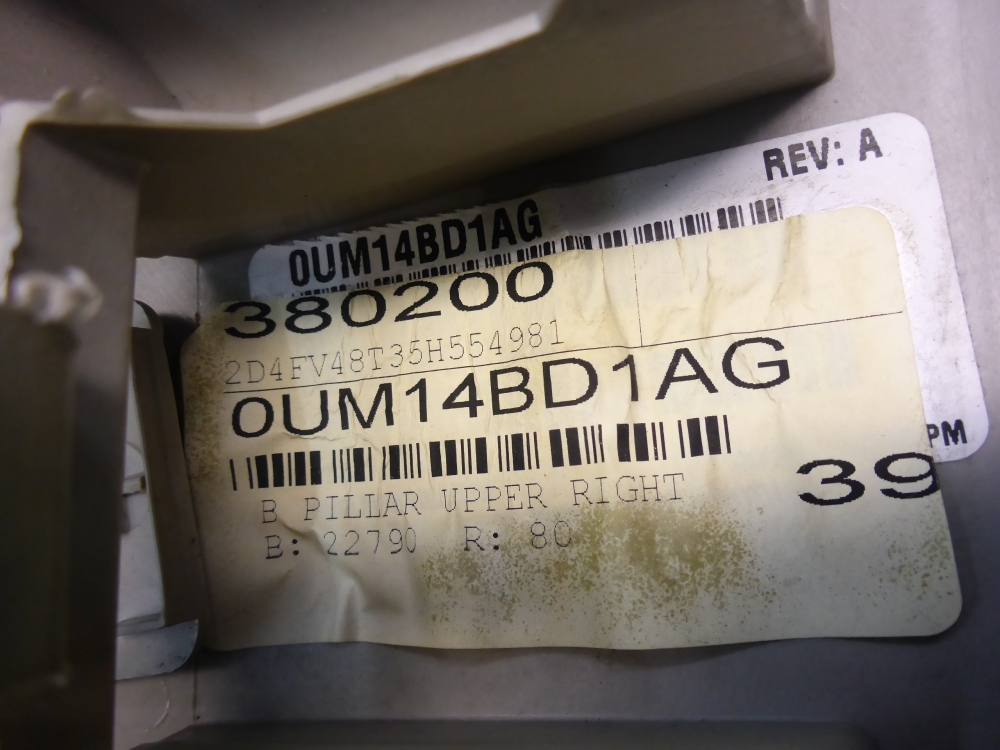 REV: A
0UM14BD1AG
380200
2D4FV48T35H554981
0UM14BD1AG
B PILLAR UPPER RIGHT
39
B: 22790 R: 80
PM